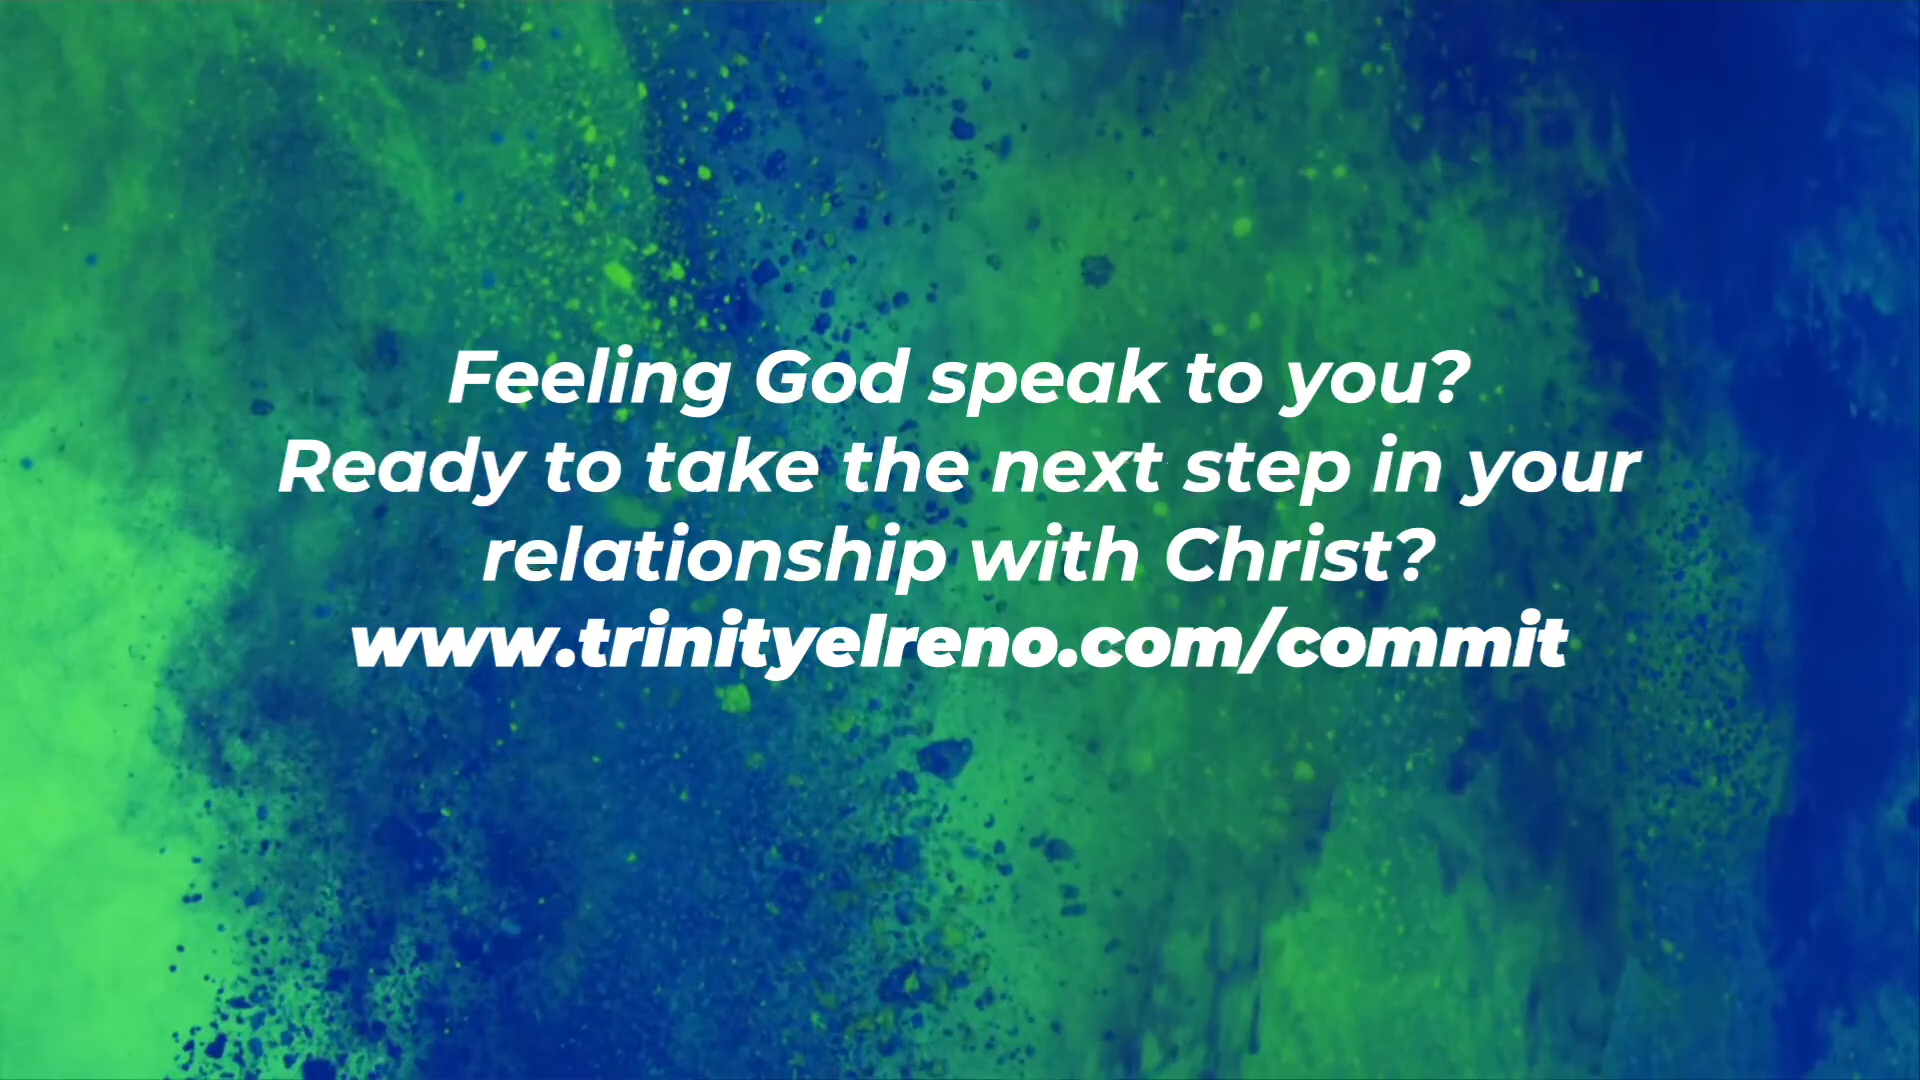 Feeling God speak to you?
Ready to take the next step in your
relationship with Christ?
www.trinityelreno.com/commit